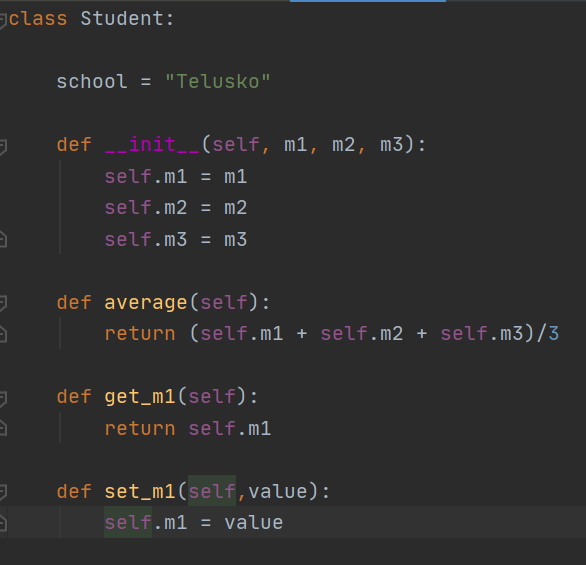 class Student:
school = "Telusko"
def __init__(self, m1, m2, m3):
self.m1 = m1
self.m2 = m2
self.m3 = m3
def average(self):
return (self.m1 + self.m2 + self.m3)/3
def get_m1(self):
return self.m1
def set_m1(self,value):
self.m1 = value